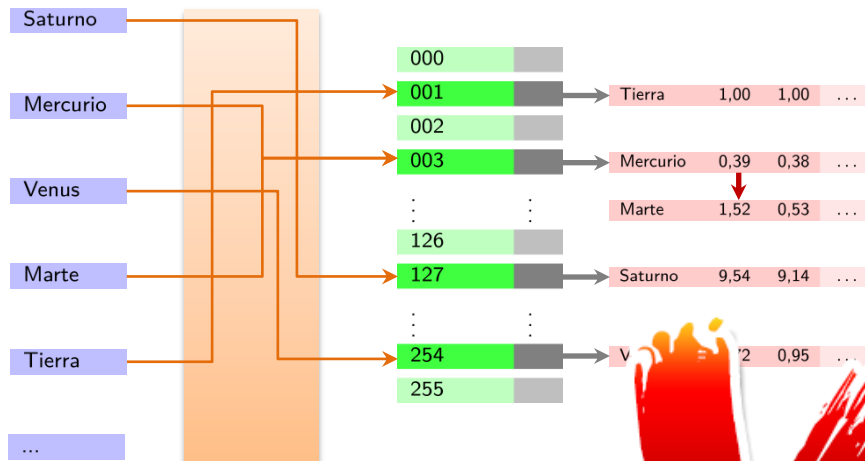 Saturno
Mercurio
Venus
Marte
Tierra
...
000
001
002
003
126
127
254
255
Tierra 1,00 1,00 ...
Mercurio 0,39 0,38 ...
Marte 1,52 0,53 ...
Saturno 9,54 9,14 ...
0,95 ...